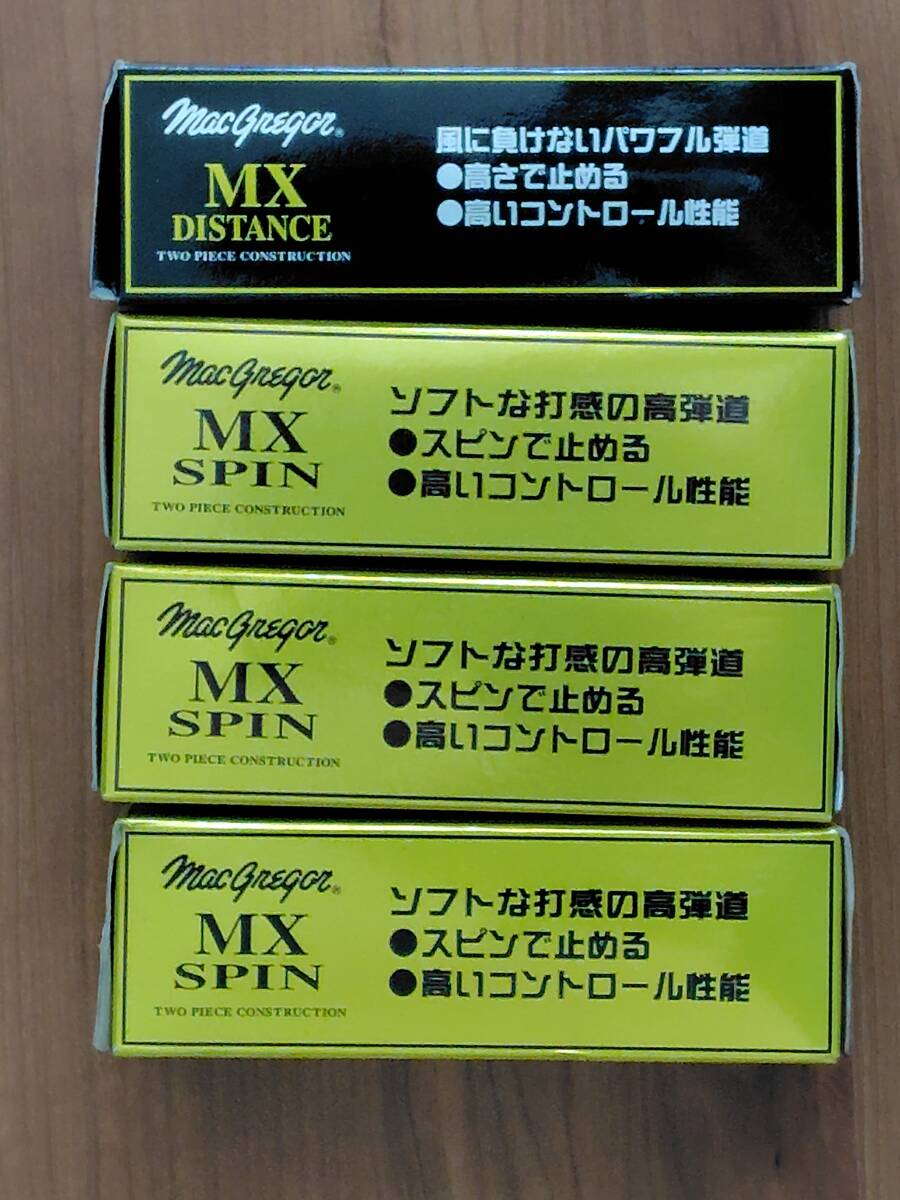 MacGregor®
MX
DISTANCE
TWO PIECE CONSTRUCTION
風に負けないパワフル弾道
●高さで止める
●高いコントロール性能
MacGregor®
MX
SPIN
TWO PIECE CONSTRUCTION
ソフトな打感の高弾道
●スピンで止める
●高いコントロール性能
MacGregor®
MX
SPIN
TWO PIECE CONSTRUCTION
ソフトな打感の高弾道
●スピンで止める
●高いコントロール性能
MacGregor®
MX
SPIN
TWO PIECE CONSTRUCTION
ソフトな打感の高弾道
●スピンで止める
●高いコントロール性能